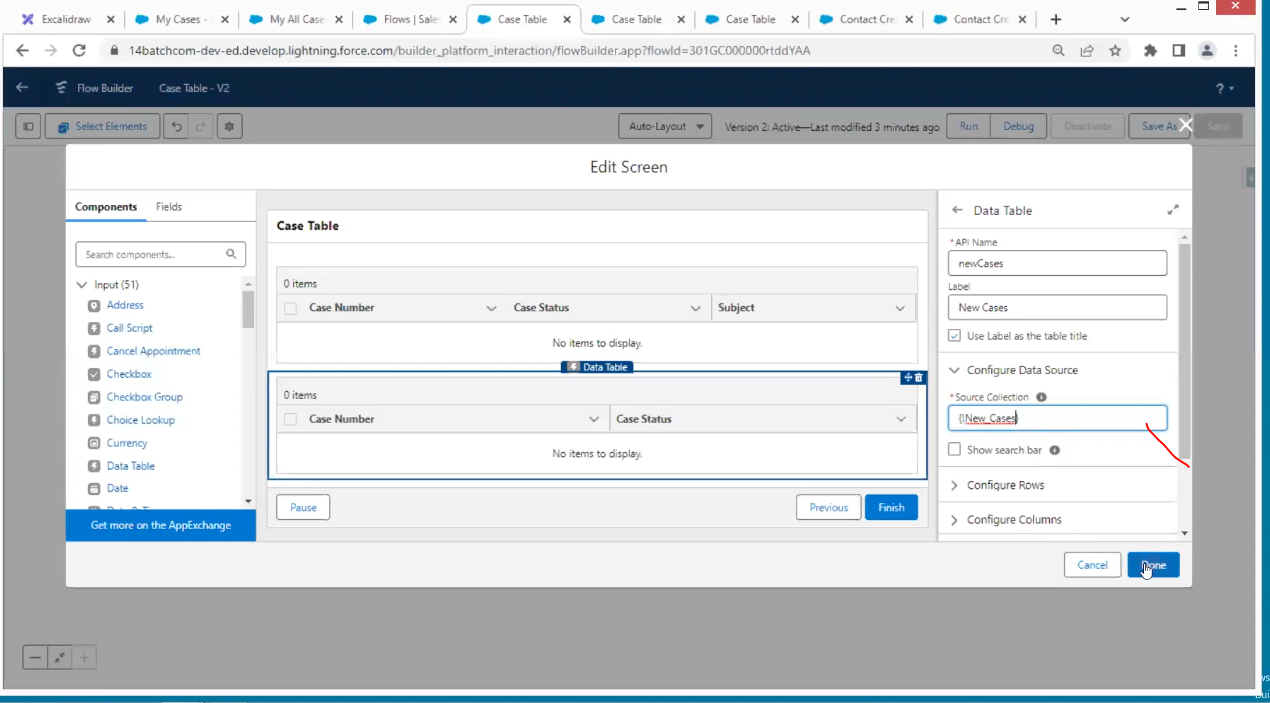 Excalidraw
My Cases -
My All Case
Flows | Sale
Case Table
Case Table
Case Table
Contact Cre
Contact Cre
14batchcom-dev-ed.develop.lightning.force.com/builder_platform_interaction/flowBuilder.app?flowId=301GC000000rtddYAA
Flow Builder
Case Table - V2
?
Select Elements
Auto-Layout
Version 2: Active—Last modified 3 minutes ago
Run
Debug
Deactivate
Save As
Save
Edit Screen
Components
Fields
Search components...
Input (51)
Address
Call Script
Cancel Appointment
Checkbox
Checkbox Group
Choice Lookup
Currency
Data Table
Date
Get more on the AppExchange
Case Table
0 items
Case Number
Case Status
Subject
No items to display.
Data Table
0 items
Case Number
Case Status
No items to display.
Pause
Previous
Finish
Data Table
*API Name
newCases
Label
New Cases
Use Label as the table title
Configure Data Source
*Source Collection
{!New_Cases
Show search bar
Configure Rows
Configure Columns
Cancel
Done